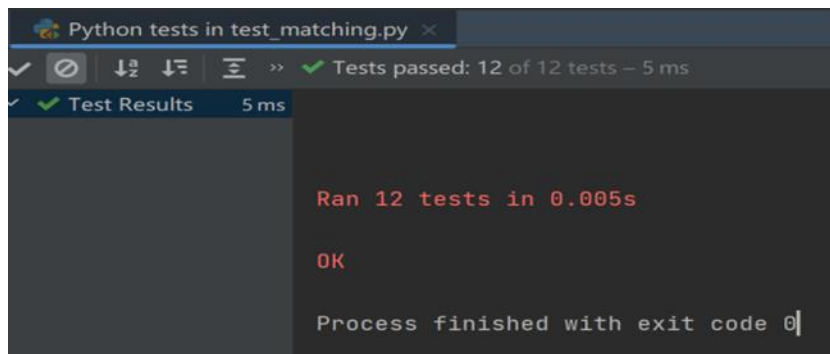 Python tests in test_matching.py
Tests passed: 12 of 12 tests – 5 ms
Test Results 5 ms
Ran 12 tests in 0.005s
OK
Process finished with exit code 0